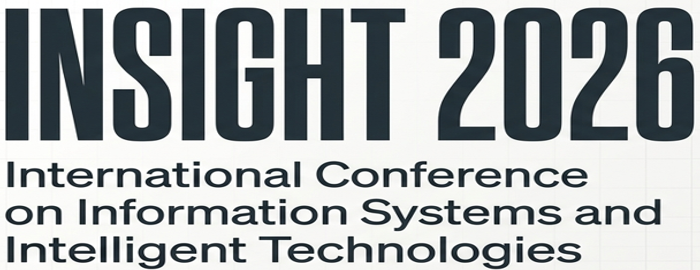 INSIGHT 2026
International Conference
on Information Systems and
Intelligent Technologies